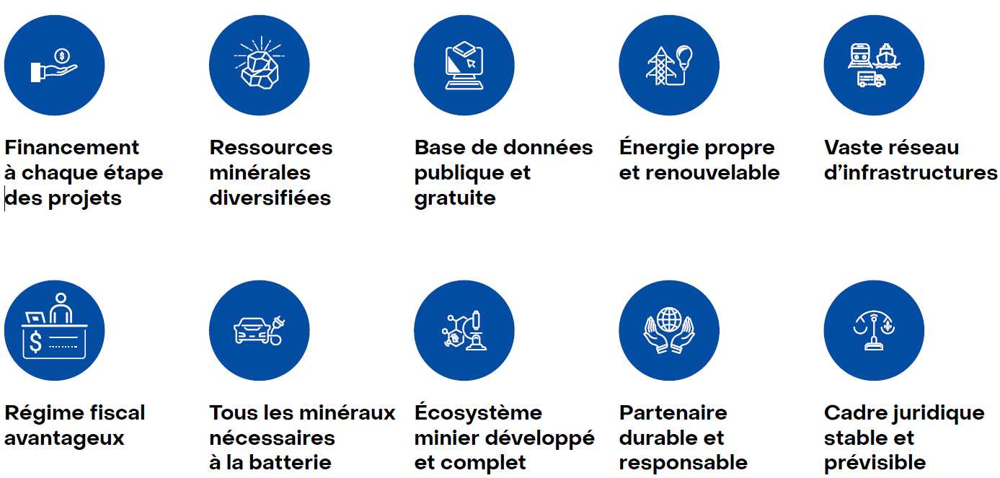 Financement
à chaque étape
des projets
Ressources
minérales
diversifiées
Base de données
publique et
gratuite
Énergie propre
et renouvelable
Vaste réseau
d’infrastructures
Régime fiscal
avantageux
Tous les minéraux
nécessaires
à la batterie
Écosystème
minier développé
et complet
Partenaire
durable et
responsable
Cadre juridique
stable et
prévisible